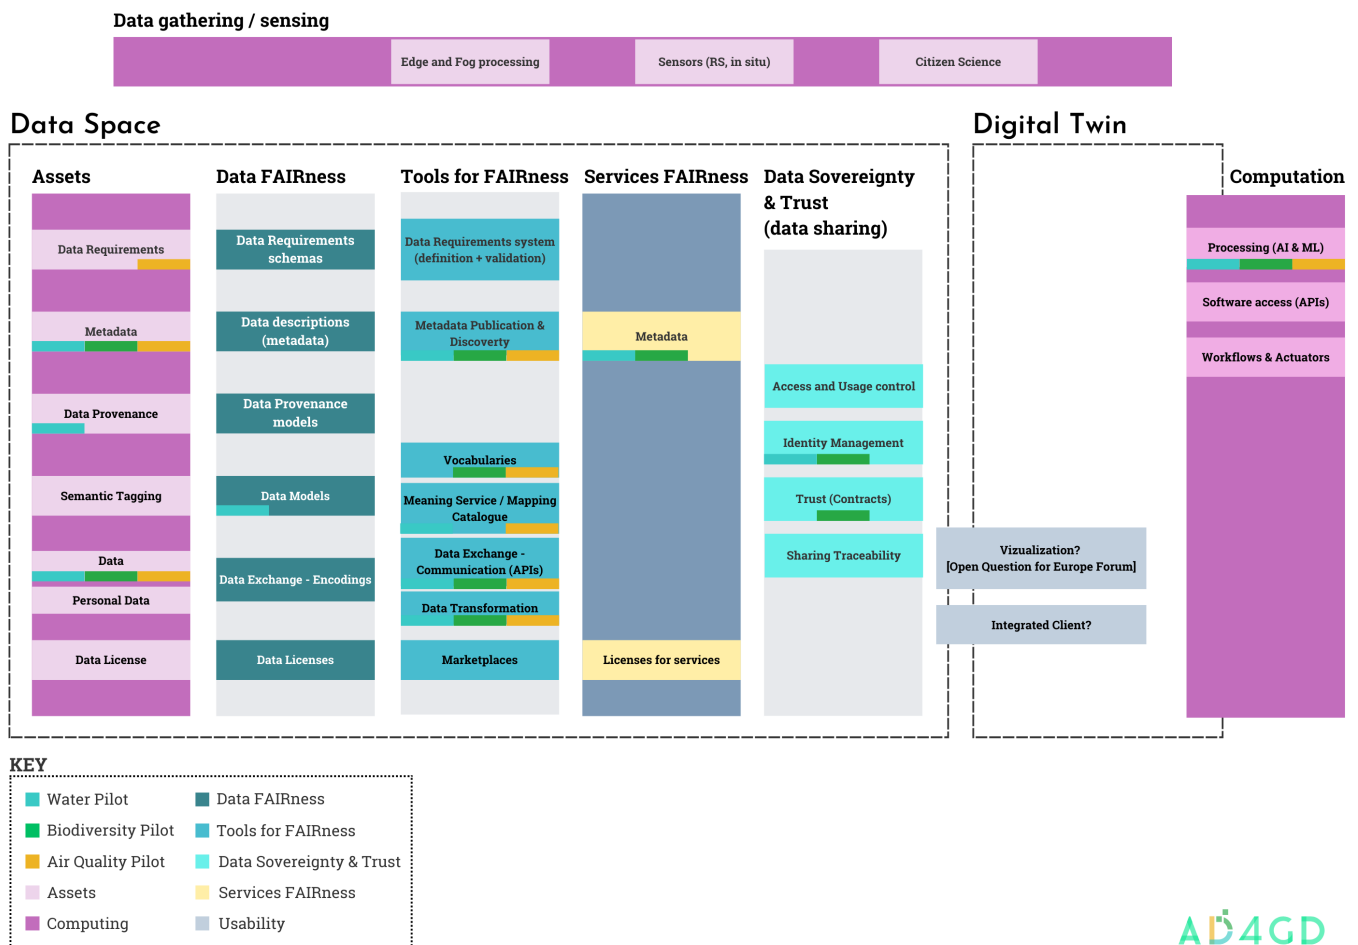 Data gathering / sensing
Edge and Fog processing
Sensors (RS, in situ)
Citizen Science
Data Space
Digital Twin
Assets
Data Requirements
Metadata
Data Provenance
Semantic Tagging
Data
Personal Data
Data License
Data FAIRness
Data Requirements
schemas
Data descriptions
(metadata)
Data Provenance
models
Data Models
Data Exchange - Encodings
Data Licenses
Tools for FAIRness
Data Requirements system
(definition + validation)
Metadata Publication &
Discoverty
Vocabularies
Meaning Service / Mapping
Catalogue
Data Exchange -
Communication (APIs)
Data Transformation
Marketplaces
Services FAIRness
Metadata
Licenses for services
Data Sovereignty
& Trust
(data sharing)
Access and Usage control
Identity Management
Trust (Contracts)
Sharing Traceability
Vizualization?
[Open Question for Europe Forum]
Integrated Client?
Computation
Processing (AI & ML)
Software access (APIs)
Workflows & Actuators
KEY
Water Pilot
Biodiversity Pilot
Air Quality Pilot
Assets
Computing
Data FAIRness
Tools for FAIRness
Data Sovereignty & Trust
Services FAIRness
Usability
AD4GD